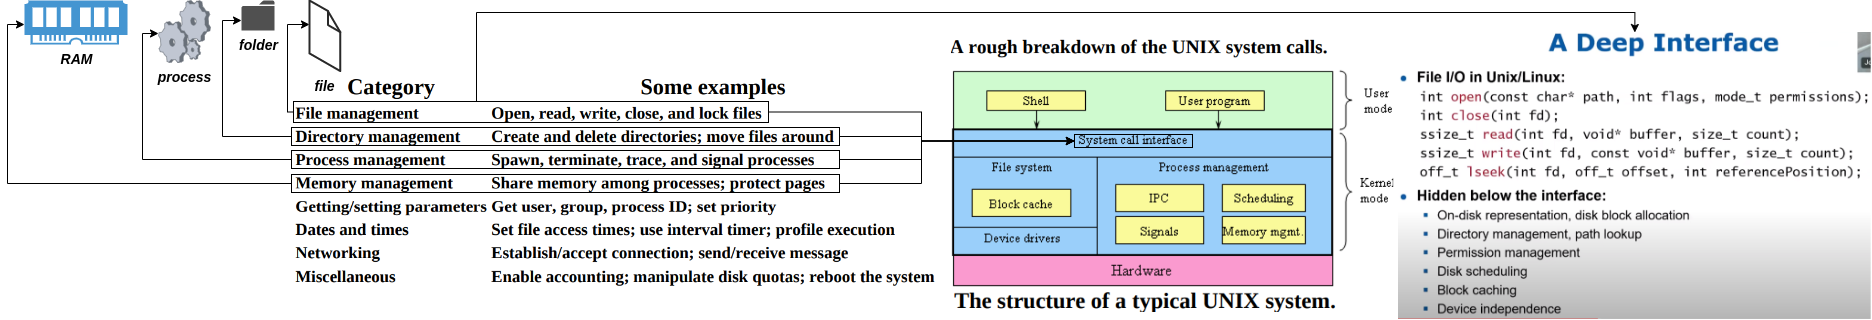 RAM
process
folder
file
Category Some examples
File management Open, read, write, close, and lock files
Directory management Create and delete directories; move files around
Process management Spawn, terminate, trace, and signal processes
Memory management Share memory among processes; protect pages
Getting/setting parameters Get user, group, process ID; set priority
Dates and times Set file access times; use interval timer; profile execution
Networking Establish/accept connection; send/receive message
Miscellaneous Enable accounting; manipulate disk quotas; reboot the system
A rough breakdown of the UNIX system calls.
Shell
User program
User
mode
System call interface
File system
Process management
Block cache
IPC
Scheduling
Signals
Memory mgmt.
Device drivers
Kernel
mode
Hardware
The structure of a typical UNIX system.
A Deep Interface
• File I/O in Unix/Linux:
int open(const char* path, int flags, mode_t permissions);
int close(int fd);
ssize_t read(int fd, void* buffer, size_t count);
ssize_t write(int fd, const void* buffer, size_t count);
off_t lseek(int fd, off_t offset, int referencePosition);
• Hidden below the interface:
▪ On-disk representation, disk block allocation
▪ Directory management, path lookup
▪ Permission management
▪ Disk scheduling
▪ Block caching
▪ Device independence